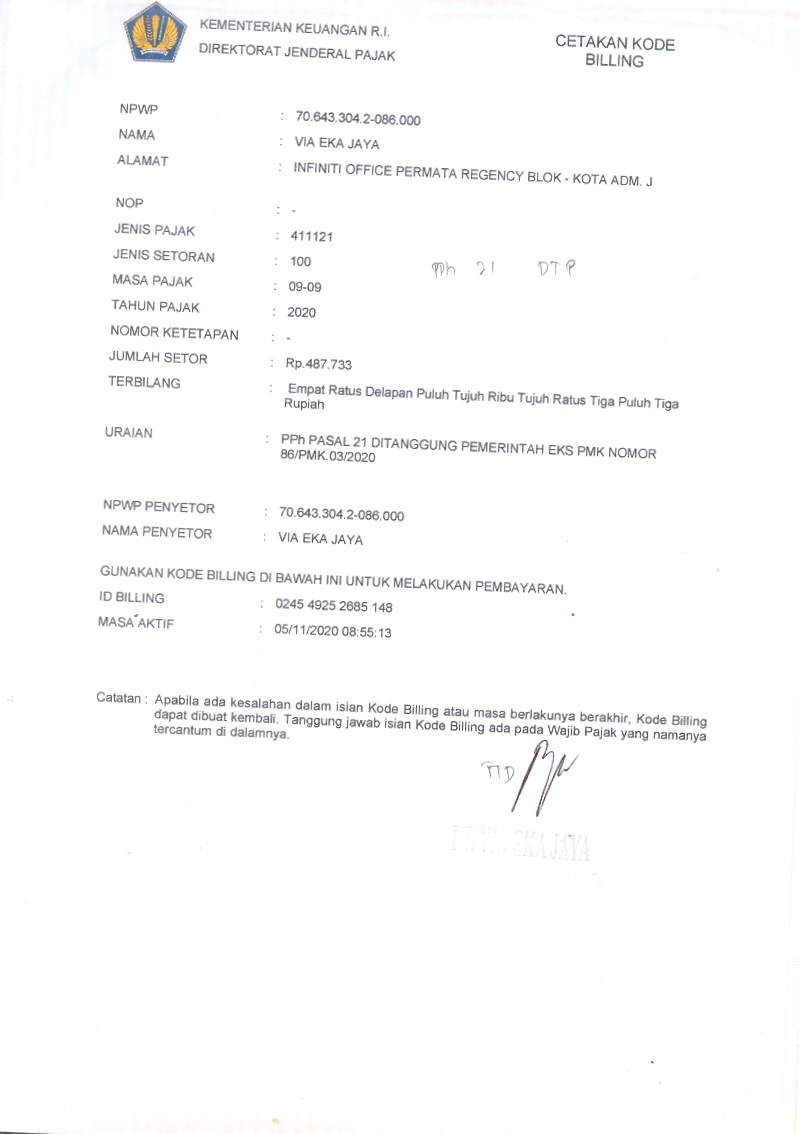 KEMENTERIAN KEUANGAN R.I.
DIREKTORAT JENDERAL PAJAK
CETAKAN KODE
BILLING
NPWP : 70.643.304.2-086.000
NAMA : VIA EKA JAYA
ALAMAT : INFINITI OFFICE PERMATA REGENCY BLOK - KOTA ADM. J
NOP : -
JENIS PAJAK : 411121
JENIS SETORAN : 100
PPh 21 DTP
MASA PAJAK : 09-09
TAHUN PAJAK : 2020
NOMOR KETETAPAN : -
JUMLAH SETOR : Rp.487.733
TERBILANG : Empat Ratus Delapan Puluh Tujuh Ribu Tujuh Ratus Tiga Puluh Tiga
Rupiah
URAIAN : PPh PASAL 21 DITANGGUNG PEMERINTAH EKS PMK NOMOR
86/PMK.03/2020
NPWP PENYETOR : 70.643.304.2-086.000
NAMA PENYETOR : VIA EKA JAYA
GUNAKAN KODE BILLING DI BAWAH INI UNTUK MELAKUKAN PEMBAYARAN.
ID BILLING : 0245 4925 2685 148
MASA AKTIF : 05/11/2020 08:55:13
Catatan : Apabila ada kesalahan dalam isian Kode Billing atau masa berlakunya berakhir, Kode Billing
dapat dibuat kembali. Tanggung jawab isian Kode Billing ada pada Wajib Pajak yang namanya
tercantum di dalamnya.
TTD
EKA JAYA